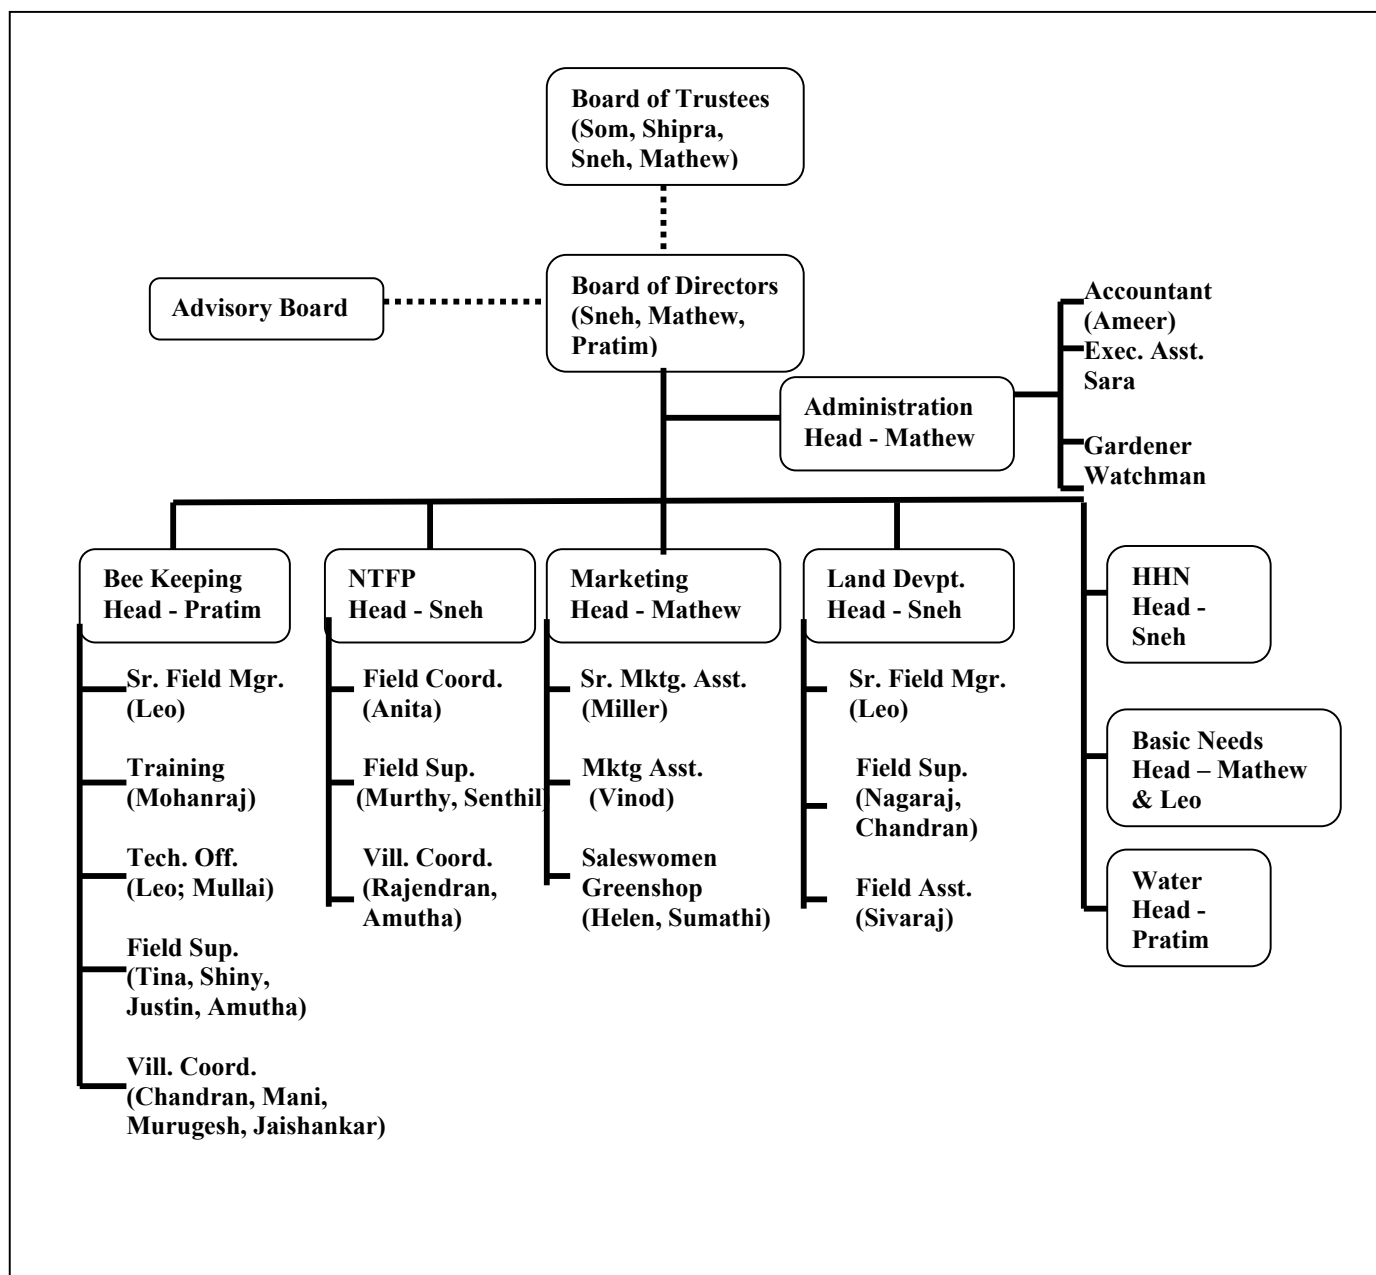 Board of Trustees
(Som, Shipra,
Sneh, Mathew)
Advisory Board
Board of Directors
(Sneh, Mathew,
Pratim)
Accountant
(Ameer)
Exec. Asst.
Sara
Gardener
Watchman
Administration
Head - Mathew
Bee Keeping
Head - Pratim
Sr. Field Mgr.
(Leo)
Training
(Mohanraj)
Tech. Off.
(Leo; Mullai)
Field Sup.
(Tina, Shiny,
Justin, Amutha)
Vill. Coord.
(Chandran, Mani,
Murugesh, Jaishankar)
NTFP
Head - Sneh
Field Coord.
(Anita)
Field Sup.
(Murthy, Senthil)
Vill. Coord.
(Rajendran,
Amutha)
Marketing
Head - Mathew
Sr. Mktg. Asst.
(Miller)
Mktg Asst.
(Vinod)
Saleswomen
Greenshop
(Helen, Sumathi)
Land Devpt.
Head - Sneh
Sr. Field Mgr.
(Leo)
Field Sup.
(Nagaraj,
Chandran)
Field Asst.
(Sivaraj)
HHN
Head -
Sneh
Basic Needs
Head – Mathew
& Leo
Water
Head -
Pratim